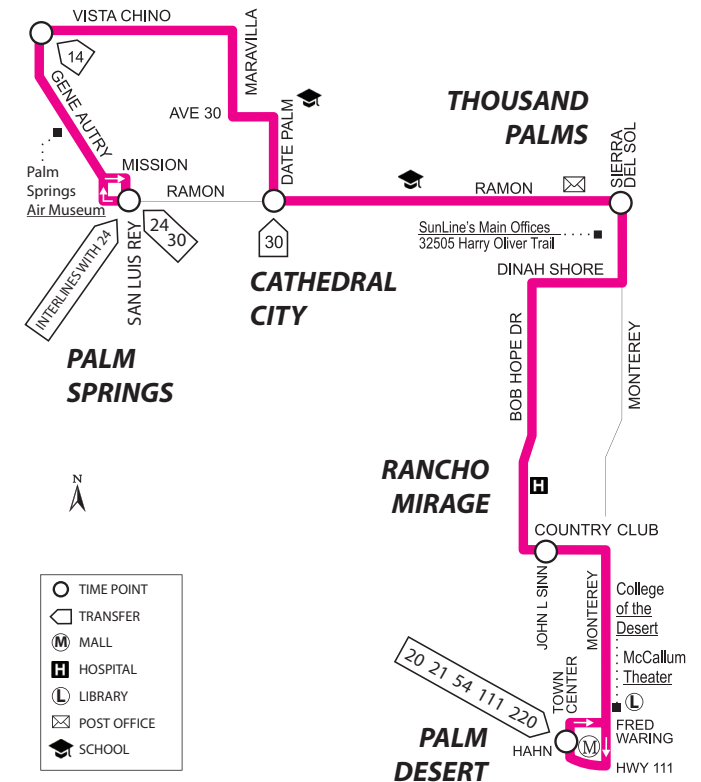 VISTA CHINO
14
MARAVILLA
GENE AUTRY
AVE 30
DATE PALM
THOUSAND
PALMS
SIERRA
DEL SOL
Palm
Springs
Air Museum
MISSION
RAMON
RAMON
24
30
30
INTERLINES WITH 24
SAN LUIS REY
SunLine's Main Offices
32505 Harry Oliver Trail
DINAH SHORE
CATHEDRAL
CITY
PALM
SPRINGS
BOB HOPE DR
MONTEREY
RANCHO
MIRAGE
N
H
COUNTRY CLUB
JOHN L SINN
MONTEREY
College
of the
Desert
McCallum
Theater
L
20 21 54 111 220
TOWN
CENTER
FRED
WARING
HAHN
M
HWY 111
PALM
DESERT
TIME POINT
TRANSFER
M MALL
H HOSPITAL
L LIBRARY
POST OFFICE
SCHOOL